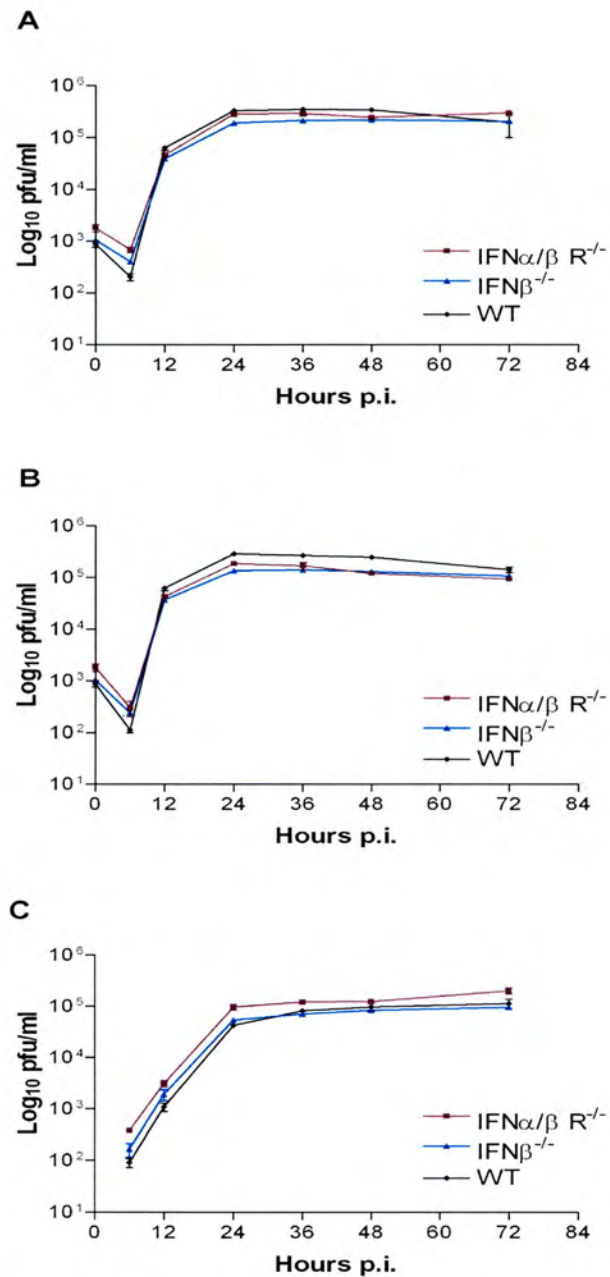 A
Log₁₀ pfu/ml
10⁶
10⁵
10⁴
10³
10²
10¹
IFNα/β R⁻/⁻
IFNβ⁻/⁻
WT
0 12 24 36 48 60 72 84
Hours p.i.
B
Log₁₀ pfu/ml
10⁶
10⁵
10⁴
10³
10²
10¹
IFNα/β R⁻/⁻
IFNβ⁻/⁻
WT
0 12 24 36 48 60 72 84
Hours p.i.
C
Log₁₀ pfu/ml
10⁶
10⁵
10⁴
10³
10²
10¹
IFNα/β R⁻/⁻
IFNβ⁻/⁻
WT
0 12 24 36 48 60 72 84
Hours p.i.